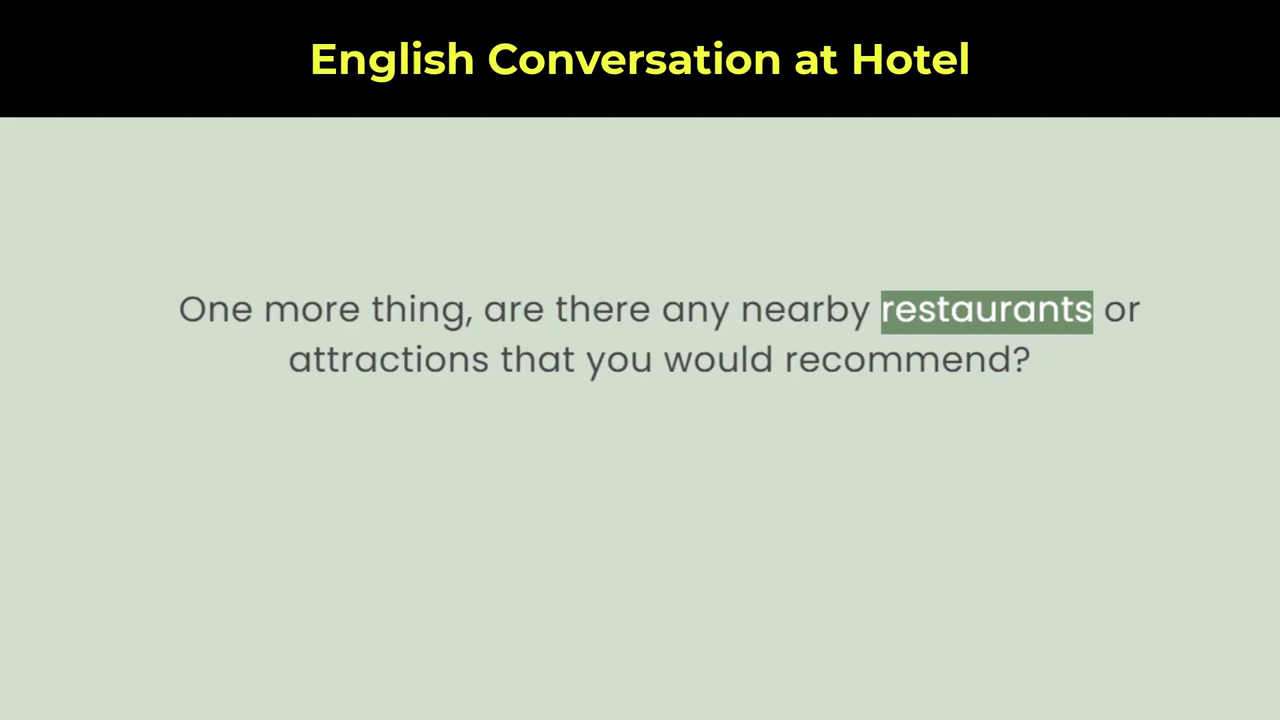 English Conversation at Hotel
One more thing, are there any nearby restaurants or
attractions that you would recommend?